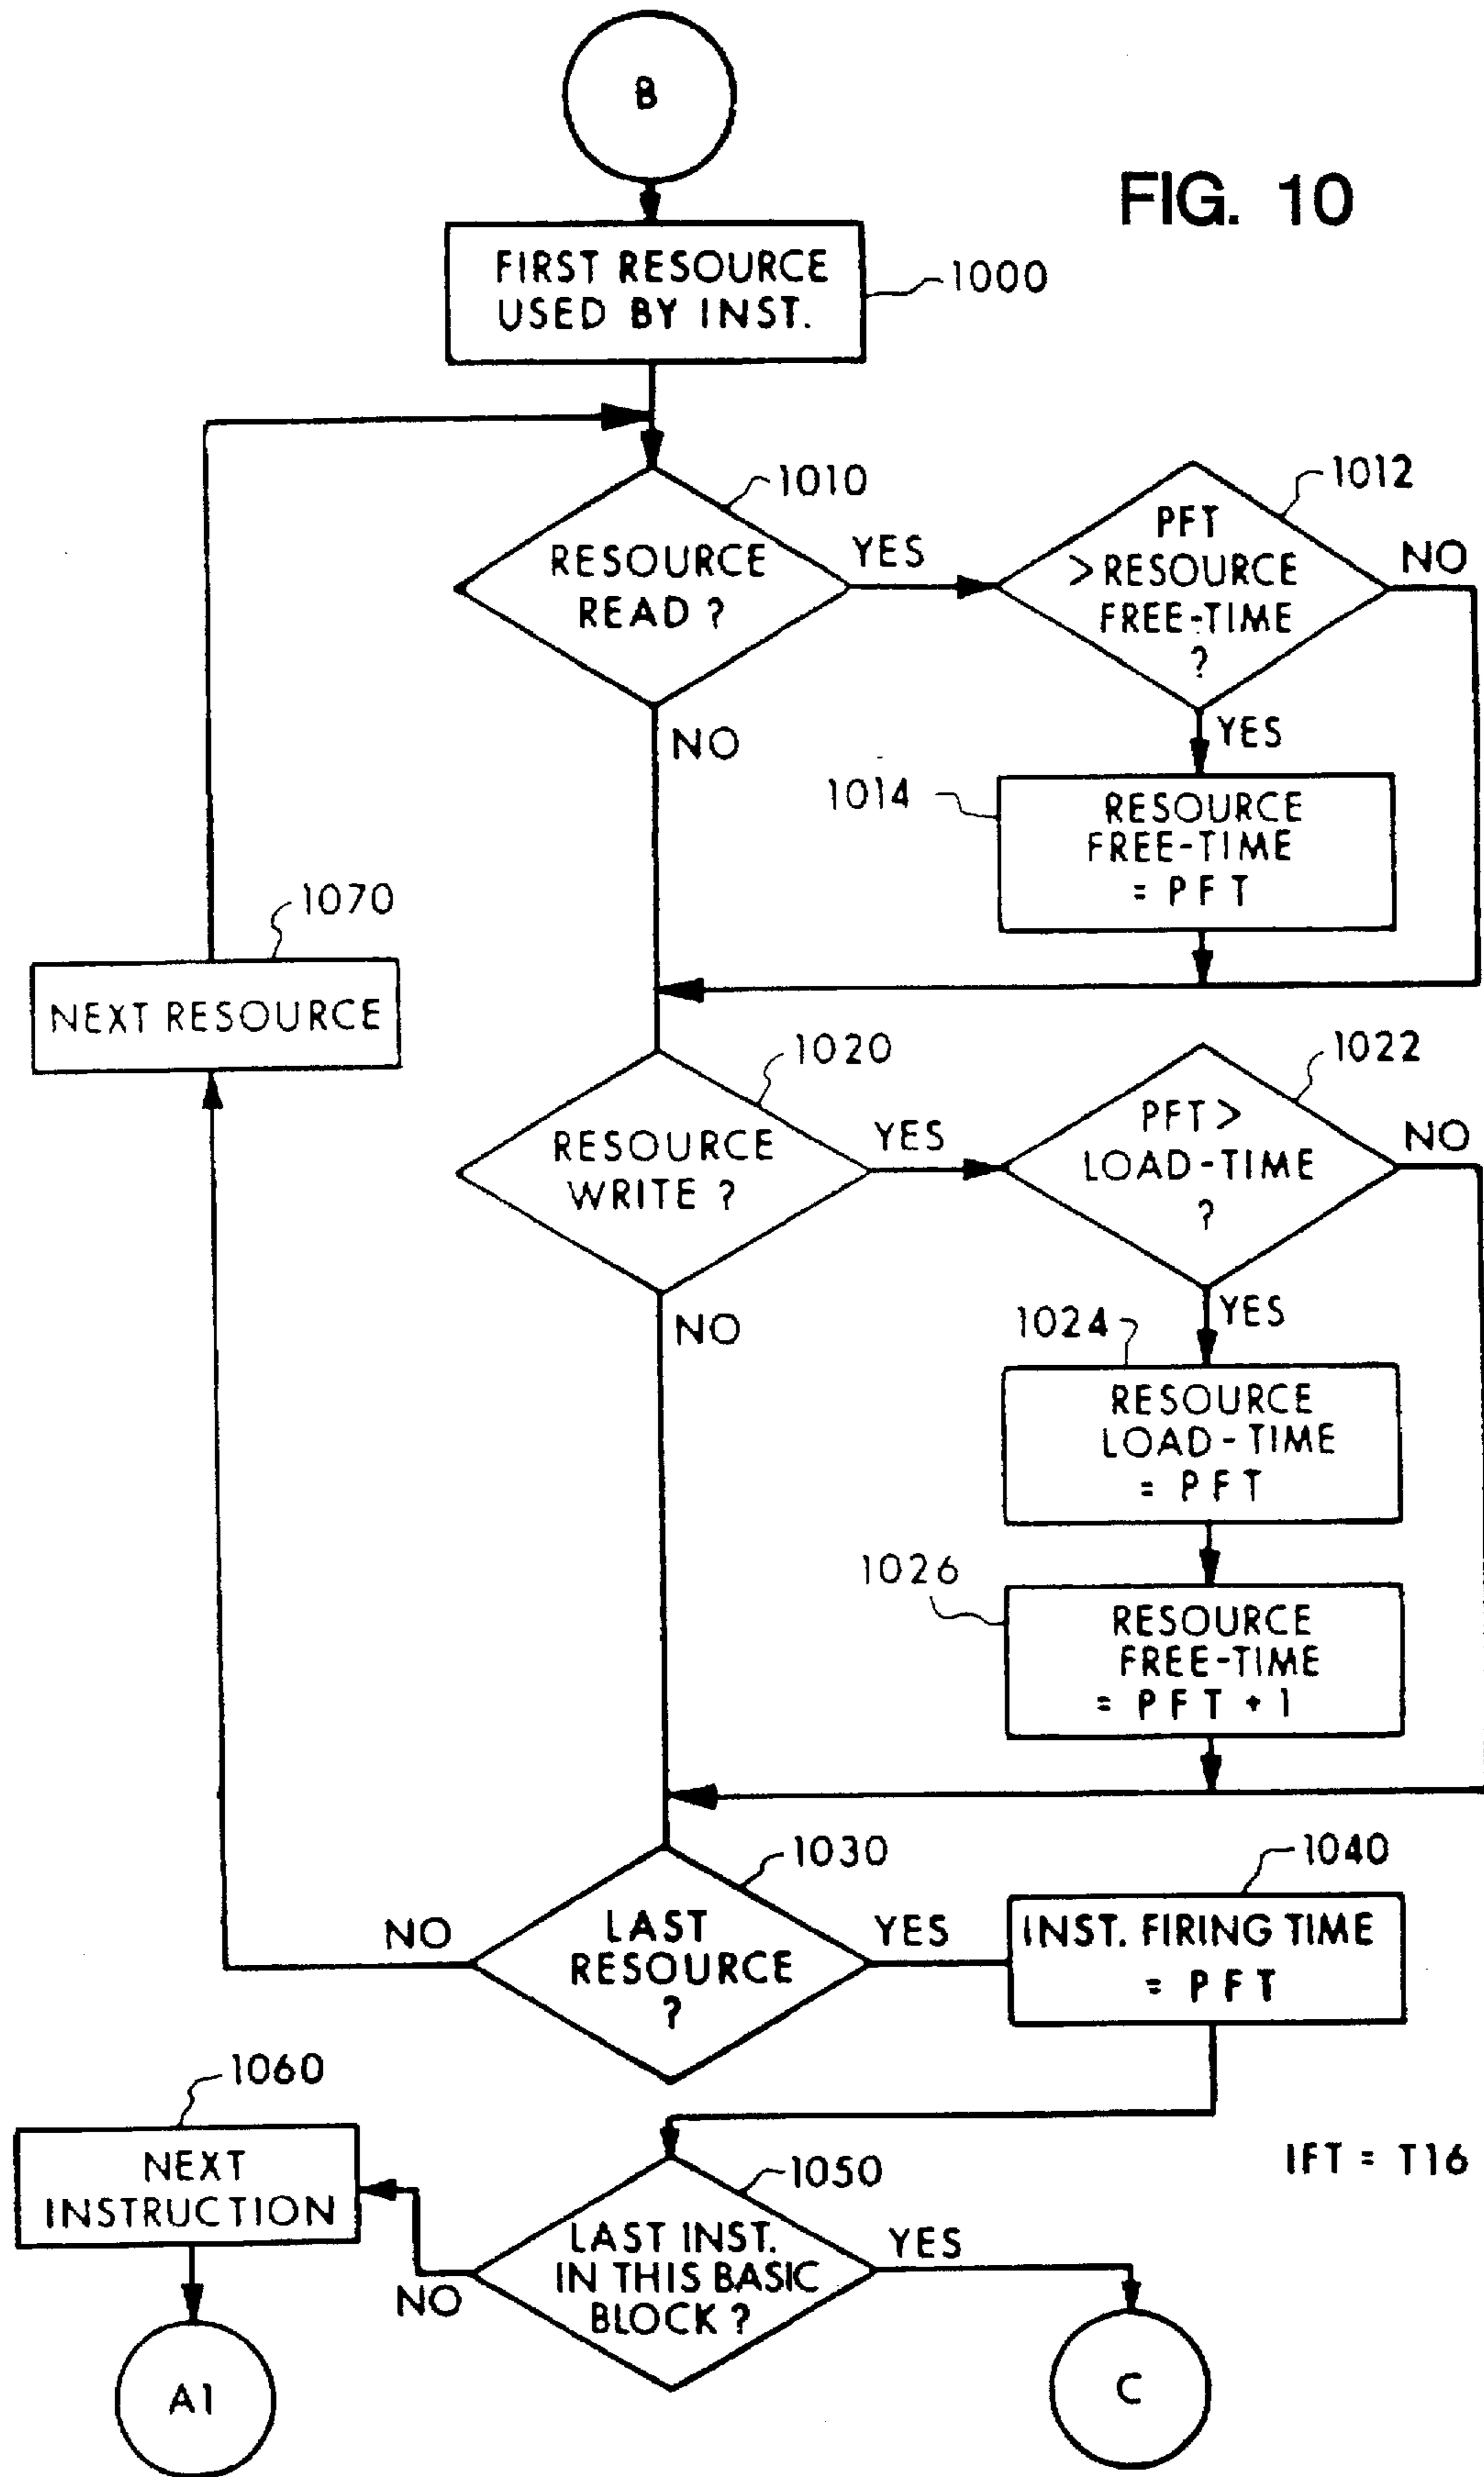 B
FIG. 10
FIRST RESOURCE
USED BY INST.
1000
1010
RESOURCE
READ ?
YES
NO
1012
PFT
> RESOURCE
FREE-TIME
?
NO
YES
1014
RESOURCE
FREE-TIME
= PFT
1070
NEXT RESOURCE
1020
RESOURCE
WRITE ?
YES
NO
1022
PFT >
LOAD-TIME
?
NO
YES
1024
RESOURCE
LOAD-TIME
= PFT
1026
RESOURCE
FREE-TIME
= PFT + 1
1030
LAST
RESOURCE
?
NO
YES
1040
INST. FIRING TIME
= PFT
1060
NEXT
INSTRUCTION
1050
LAST INST.
IN THIS BASIC
BLOCK ?
NO
YES
IFT = T16
A1
C